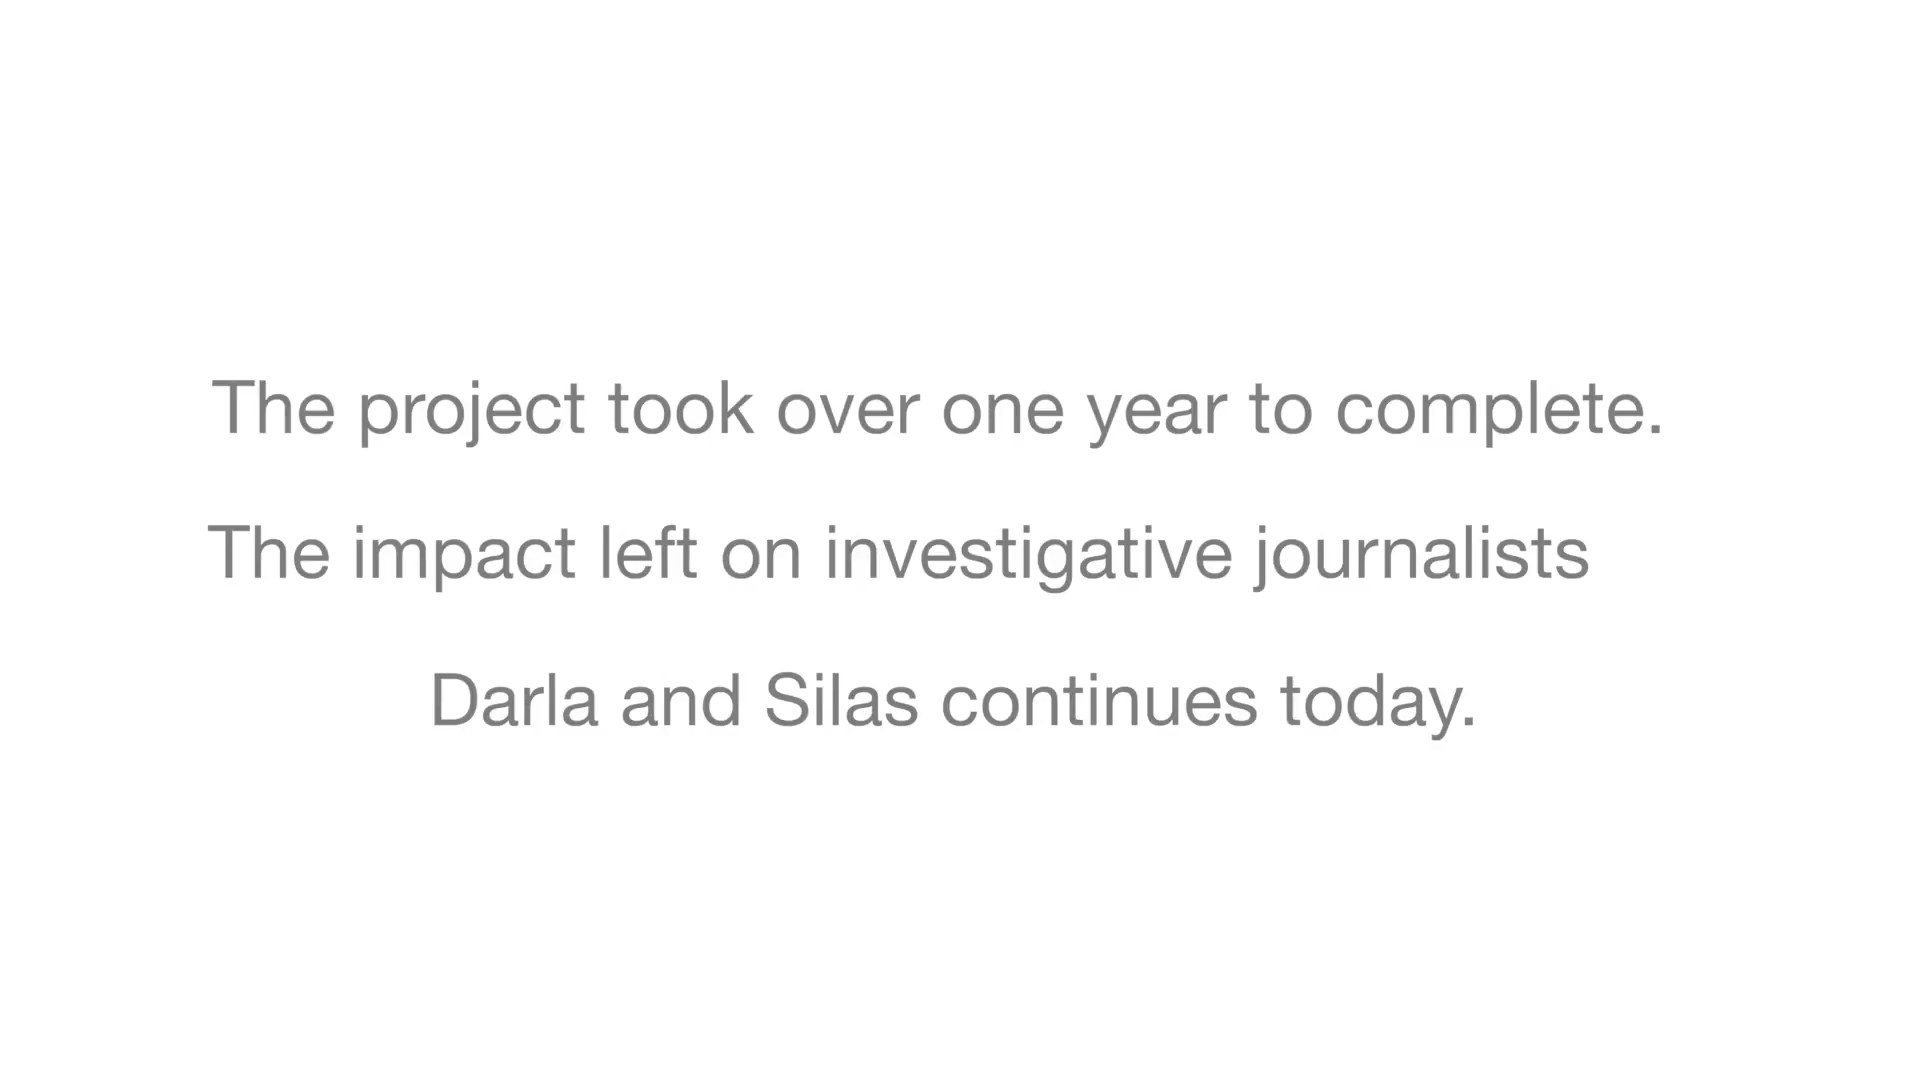 The project took over one year to complete.
The impact left on investigative journalists
Darla and Silas continues today.